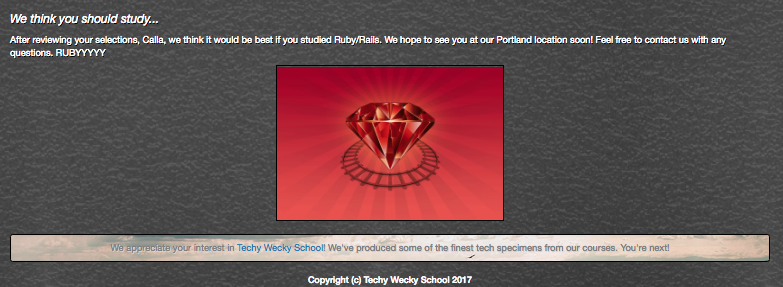 We think you should study...
After reviewing your selections, Calla, we think it would be best if you studied Ruby/Rails. We hope to see you at our Portland location soon! Feel free to contact us with any
questions. RUBYYYYY
We appreciate your interest in Techy Wecky School! We've produced some of the finest tech specimens from our courses. You're next!
Copyright (c) Techy Wecky School 2017